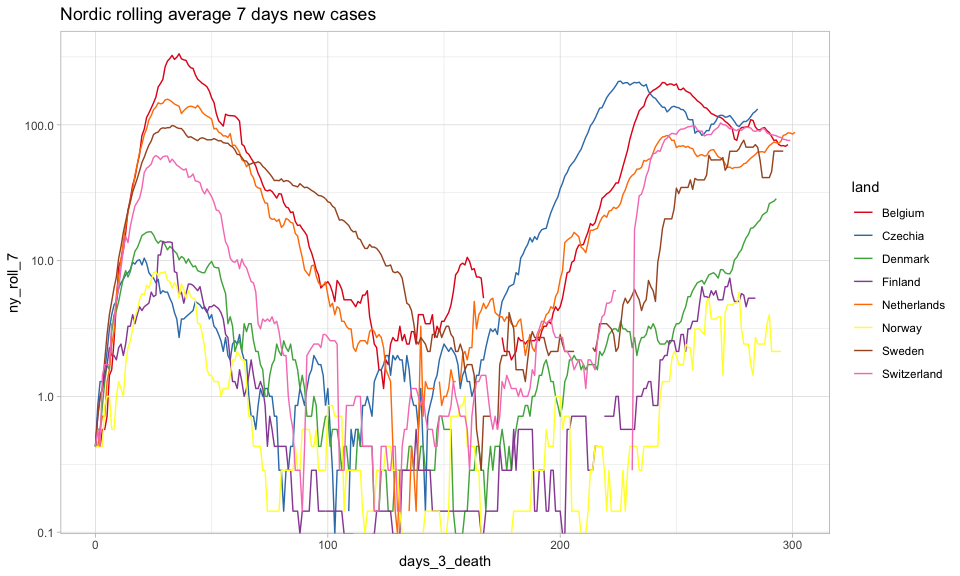 Nordic rolling average 7 days new cases
100.0
10.0
1.0
0.1
ny_roll_7
0 100 200 300
days_3_death
land
Belgium
Czechia
Denmark
Finland
Netherlands
Norway
Sweden
Switzerland